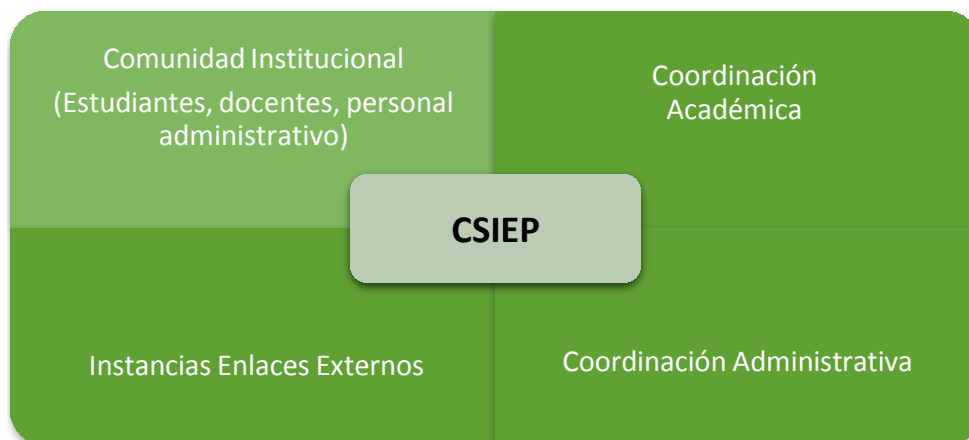 Comunidad Institucional
(Estudiantes, docentes, personal
administrativo)
Coordinación
Académica
CSIEP
Instancias Enlaces Externos
Coordinación Administrativa